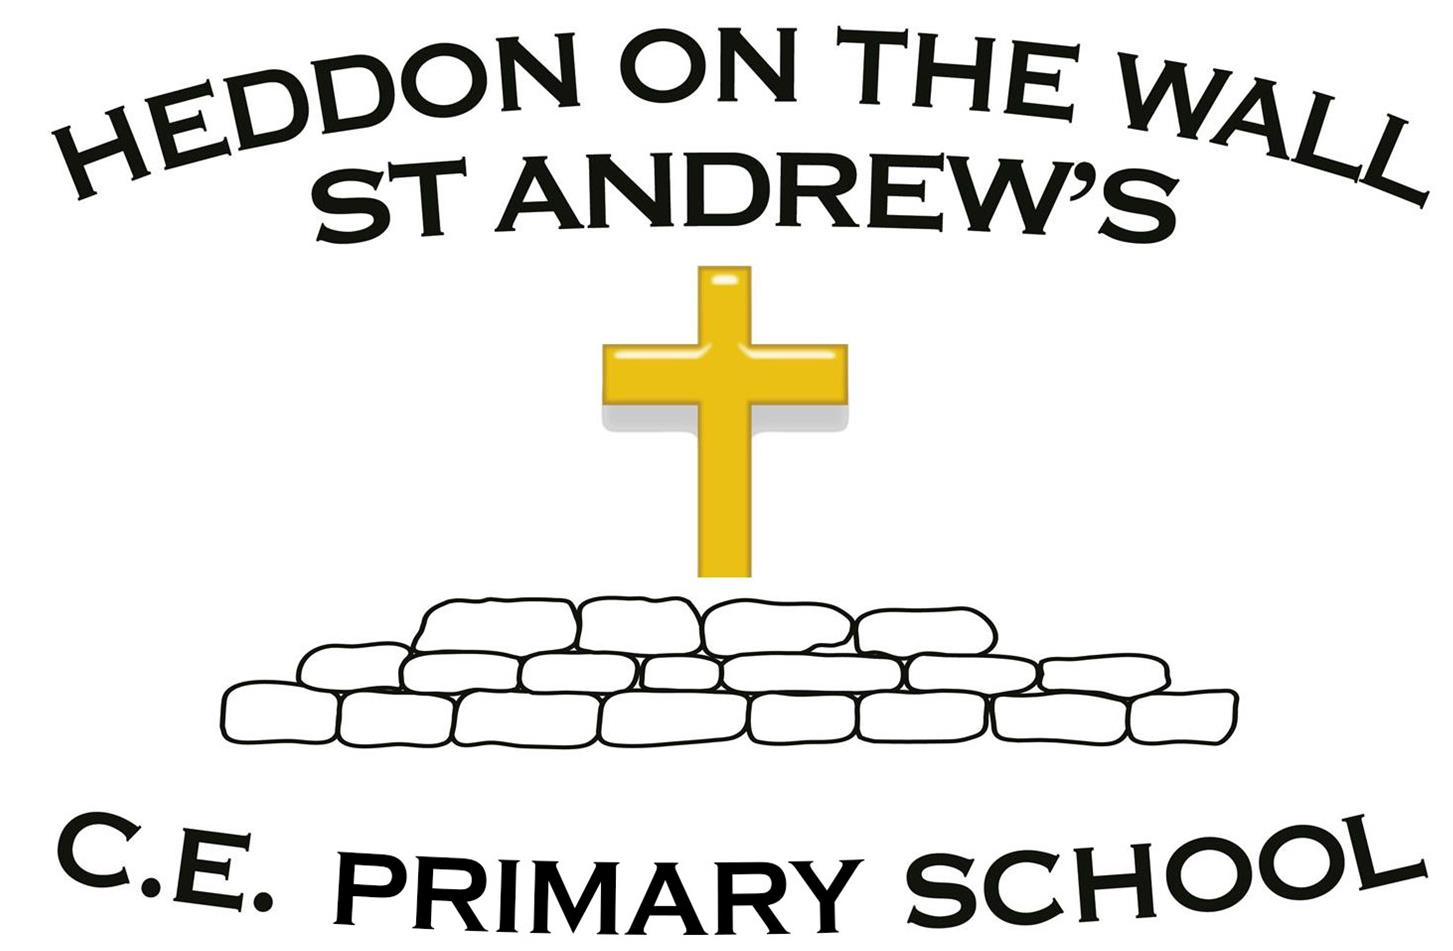 HEDDON ON THE WALL
ST ANDREW’S
C.E. PRIMARY SCHOOL